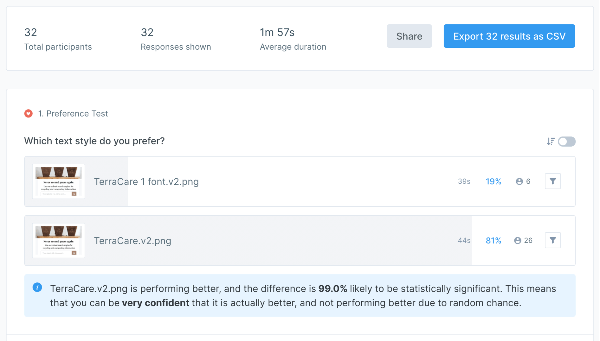 32
Total participants
32
Responses shown
1m 57s
Average duration
Share
Export 32 results as CSV
1. Preference Test
Which text style do you prefer?
TerraCare 1 font.v2.png
39s
19%
6
TerraCare.v2.png
44s
81%
26
TerraCare.v2.png is performing better, and the difference is 99.0% likely to be statistically significant. This means
that you can be very confident that it is actually better, and not performing better due to random chance.